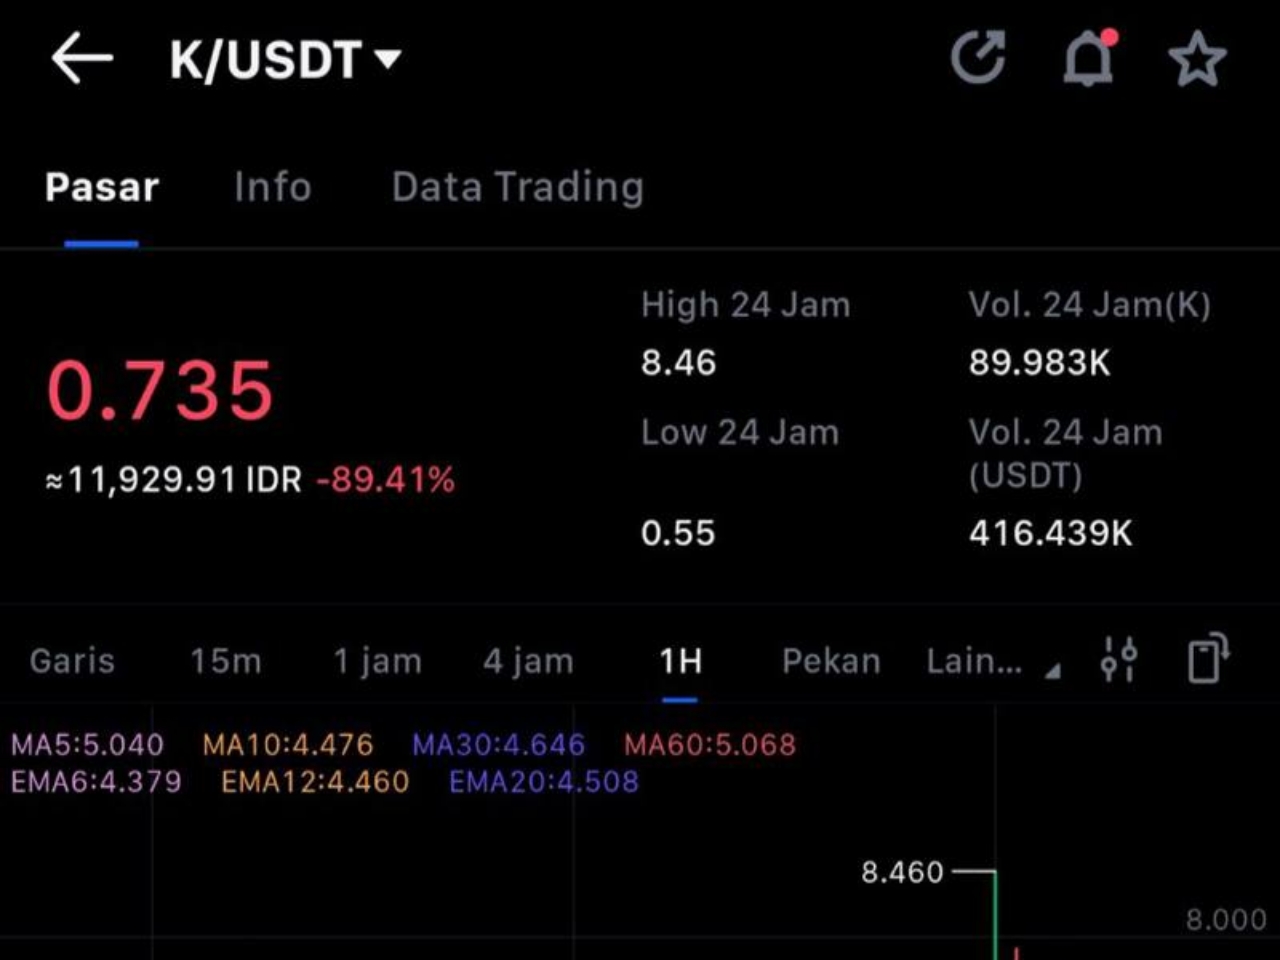 K/USDT
Pasar Info Data Trading
High 24 Jam Vol. 24 Jam(K)
8.46 89.983K
0.735
Low 24 Jam Vol. 24 Jam
(USDT)
≈11,929.91 IDR -89.41%
0.55 416.439K
Garis 15m 1 jam 4 jam 1H Pekan Lain...
MA5:5.040 MA10:4.476 MA30:4.646 MA60:5.068
EMA6:4.379 EMA12:4.460 EMA20:4.508
8.460
8.000